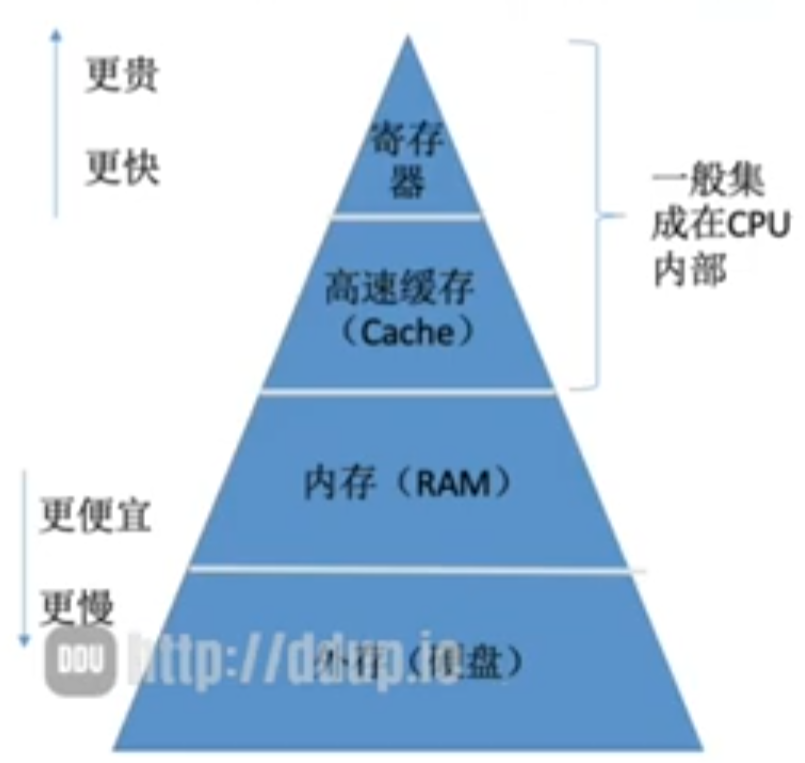 更贵
更快
寄存
器
一般集
成在CPU
内部
高速缓存
（Cache）
内存（RAM）
更便宜
更慢
DDU http://ddup.io
外存（硬盘）